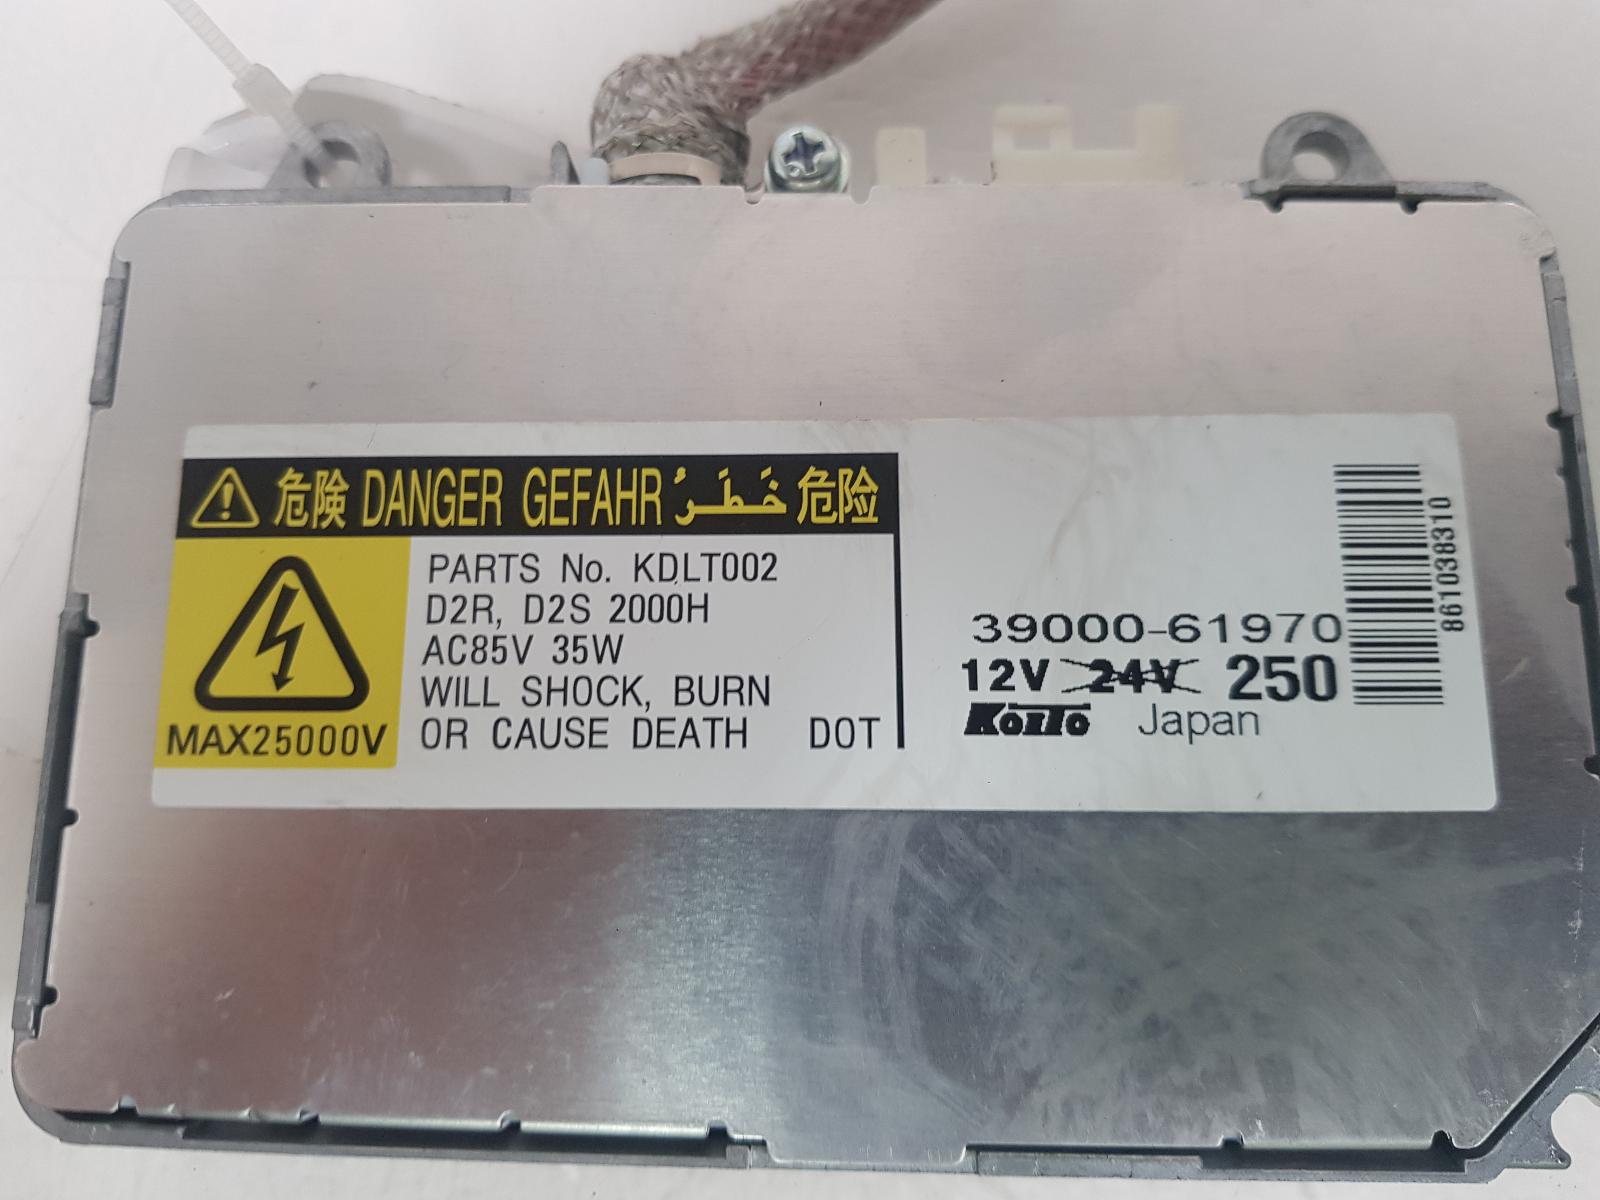 危険 DANGER GEFAHR خَطَرُ 危险
PARTS No. KDLT002
D2R, D2S 2000H
AC85V 35W
WILL SHOCK, BURN
OR CAUSE DEATH DOT
MAX25000V
39000-61970
12V 24V 250
KOITO Japan
861038310